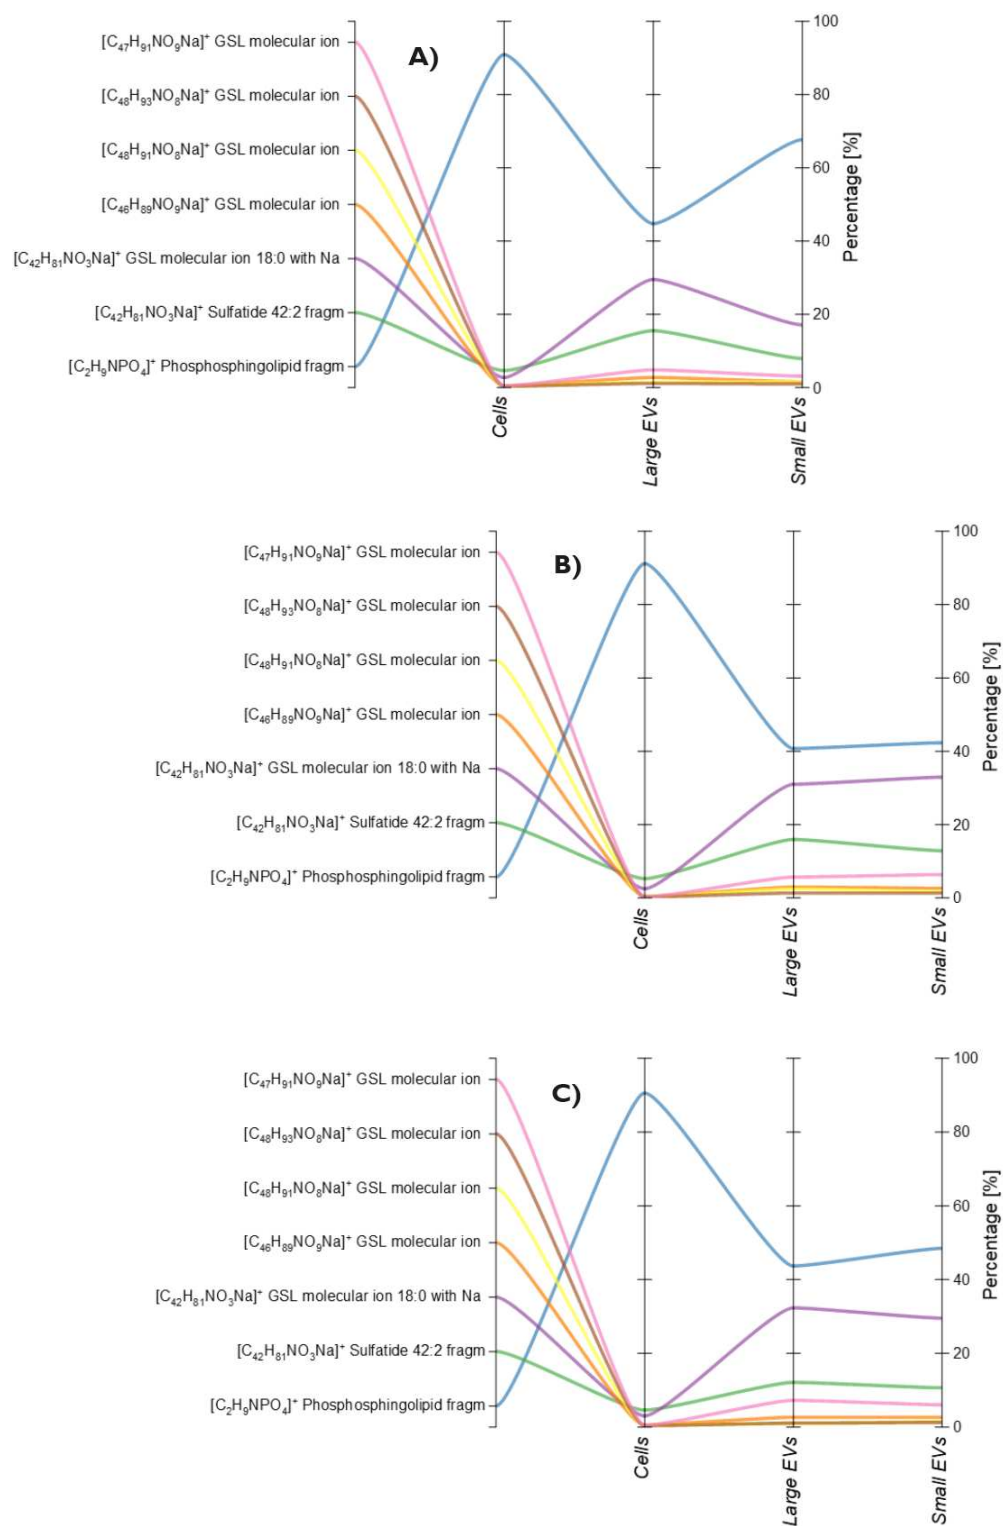 A)
[C₄₇H₉₁NO₉Na]⁺ GSL molecular ion
[C₄₈H₉₃NO₈Na]⁺ GSL molecular ion
[C₄₈H₉₁NO₈Na]⁺ GSL molecular ion
[C₄₆H₈₉NO₉Na]⁺ GSL molecular ion
[C₄₂H₈₁NO₃Na]⁺ GSL molecular ion 18:0 with Na
[C₄₂H₈₁NO₃Na]⁺ Sulfatide 42:2 fragm
[C₂H₉NPO₄]⁺ Phosphosphingolipid fragm
100
80
60
40
20
0
Percentage [%]
Cells
Large EVs
Small EVs
B)
[C₄₇H₉₁NO₉Na]⁺ GSL molecular ion
[C₄₈H₉₃NO₈Na]⁺ GSL molecular ion
[C₄₈H₉₁NO₈Na]⁺ GSL molecular ion
[C₄₆H₈₉NO₉Na]⁺ GSL molecular ion
[C₄₂H₈₁NO₃Na]⁺ GSL molecular ion 18:0 with Na
[C₄₂H₈₁NO₃Na]⁺ Sulfatide 42:2 fragm
[C₂H₉NPO₄]⁺ Phosphosphingolipid fragm
100
80
60
40
20
0
Percentage [%]
Cells
Large EVs
Small EVs
C)
[C₄₇H₉₁NO₉Na]⁺ GSL molecular ion
[C₄₈H₉₃NO₈Na]⁺ GSL molecular ion
[C₄₈H₉₁NO₈Na]⁺ GSL molecular ion
[C₄₆H₈₉NO₉Na]⁺ GSL molecular ion
[C₄₂H₈₁NO₃Na]⁺ GSL molecular ion 18:0 with Na
[C₄₂H₈₁NO₃Na]⁺ Sulfatide 42:2 fragm
[C₂H₉NPO₄]⁺ Phosphosphingolipid fragm
100
80
60
40
20
0
Percentage [%]
Cells
Large EVs
Small EVs